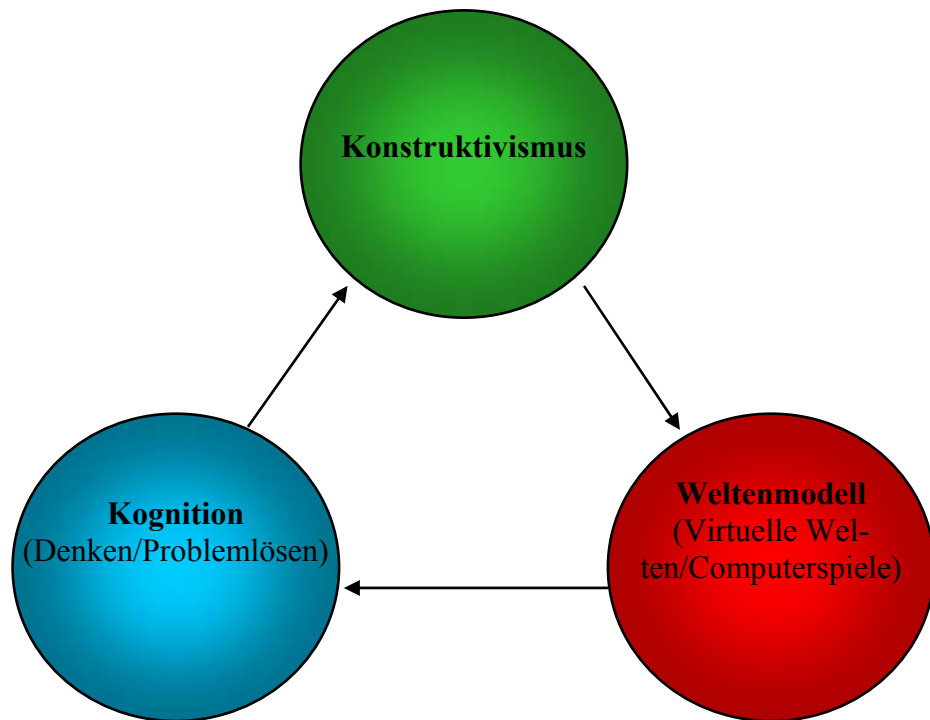 Konstruktivismus
Kognition
(Denken/Problemlösen)
Weltenmodell
(Virtuelle Wel-
ten/Computerspiele)